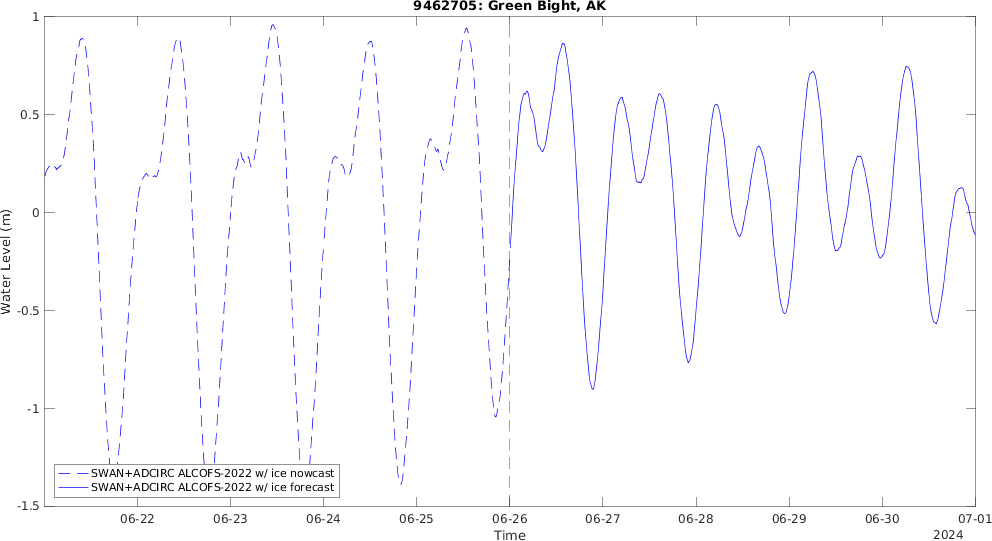 9462705: Green Bight, AK
Water Level (m)
1
0.5
0
-0.5
-1
-1.5
SWAN+ADCIRC ALCOFS-2022 w/ ice nowcast
SWAN+ADCIRC ALCOFS-2022 w/ ice forecast
06-22 06-23 06-24 06-25 06-26 06-27 06-28 06-29 06-30 07-01
Time
2024